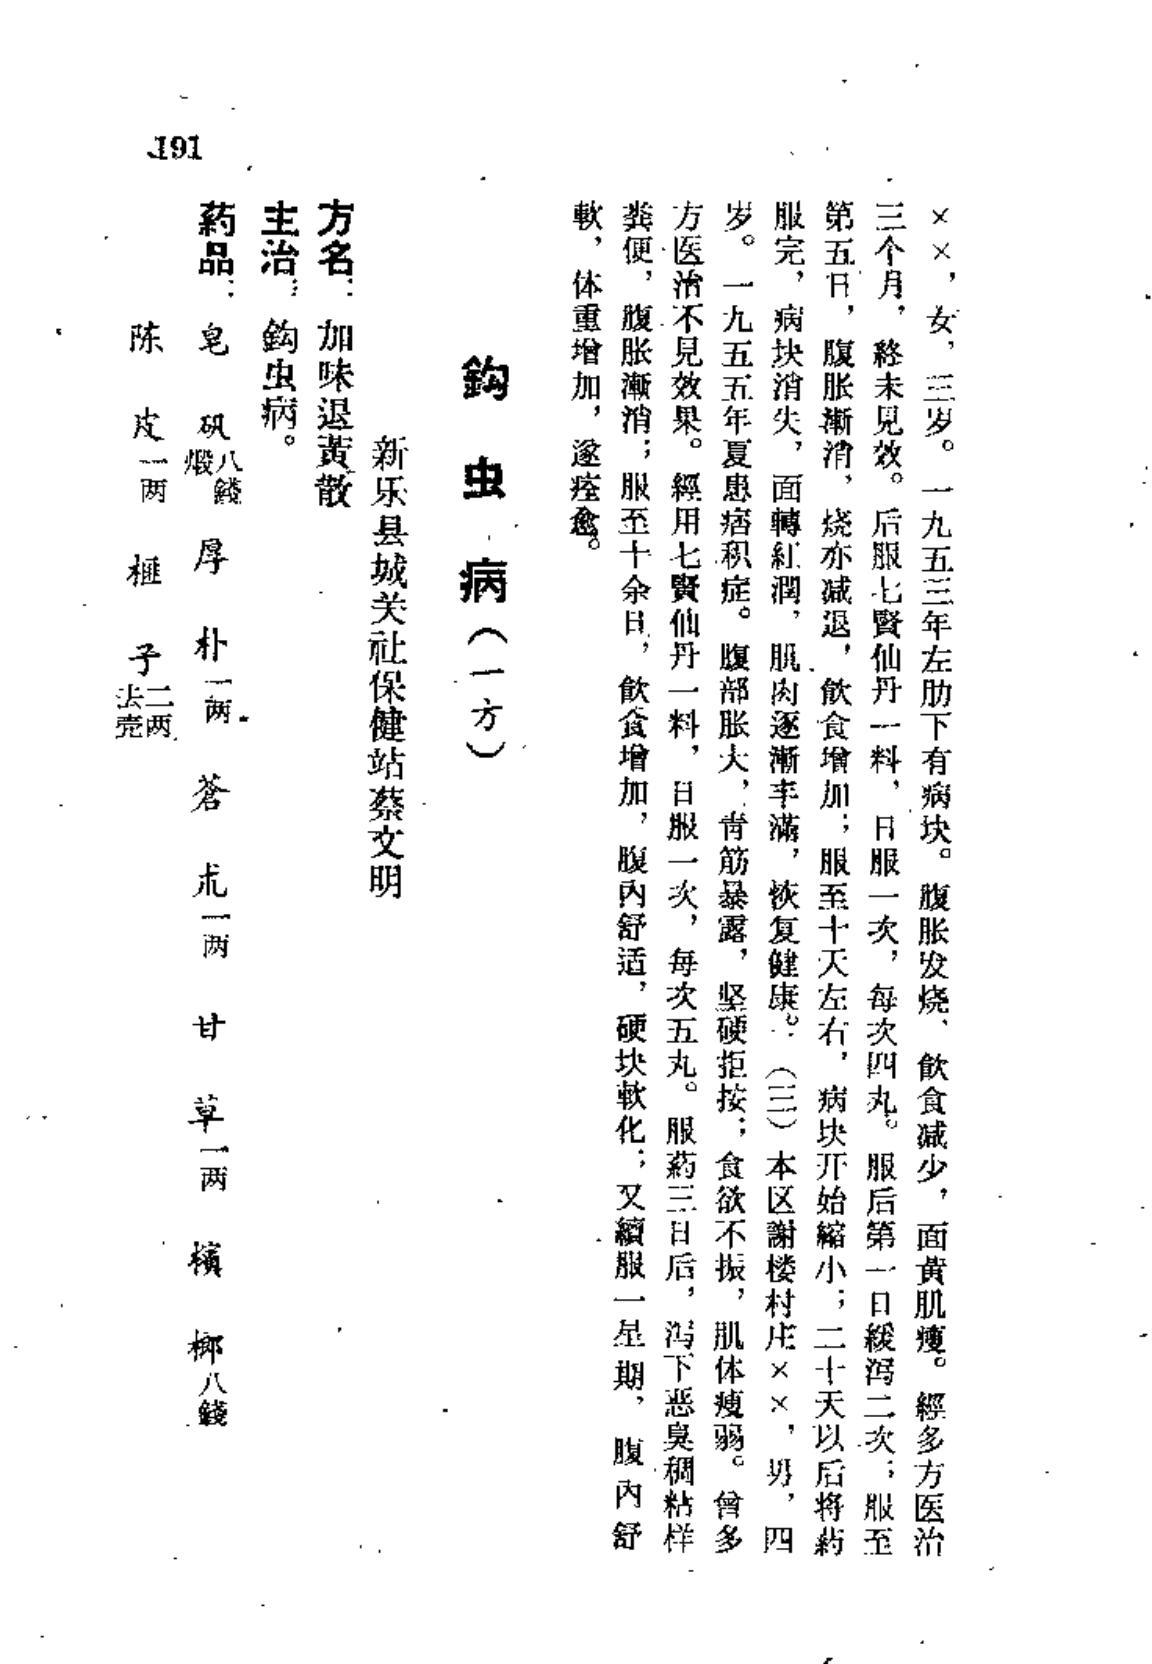 ××，女，三岁。一九五三年左肋下有病块。腹胀发烧、飲食减少，面黃肌瘦。經多方医治
三个月，終未見效。后服七賢仙丹一料，日服一次，每次四丸。服后第一日緩泻二次；服至
第五日，腹胀漸消，烧亦减退，飲食增加；服至十天左右，病块开始縮小；二十天以后将葯
服完，病块消失，面轉紅潤，肌肉逐漸丰滿，恢复健康。（三）本区謝楼村庄××，男，四
岁。一九五五年夏患痞积症。腹部胀大，青筋暴露，坚硬拒按；食欲不振，肌体瘦弱。曾多
方医治不見效果。經用七賢仙丹一料，日服一次，每次五丸。服葯三日后，泻下恶臭稠粘样
粪便，腹胀漸消；服至十余日，飲食增加，腹內舒适，硬块軟化；又續服一星期，腹內舒
軟，体重增加，遂痊愈。
鈎虫病（一方）
新乐县城关社保健站蔡文明
方名：加味退黃散
主治：鈎虫病。
葯品：皂矾八錢煅 厚朴一两 蒼朮一两 甘草一两 檳榔八錢
陈皮一两 榧子二两去壳
191